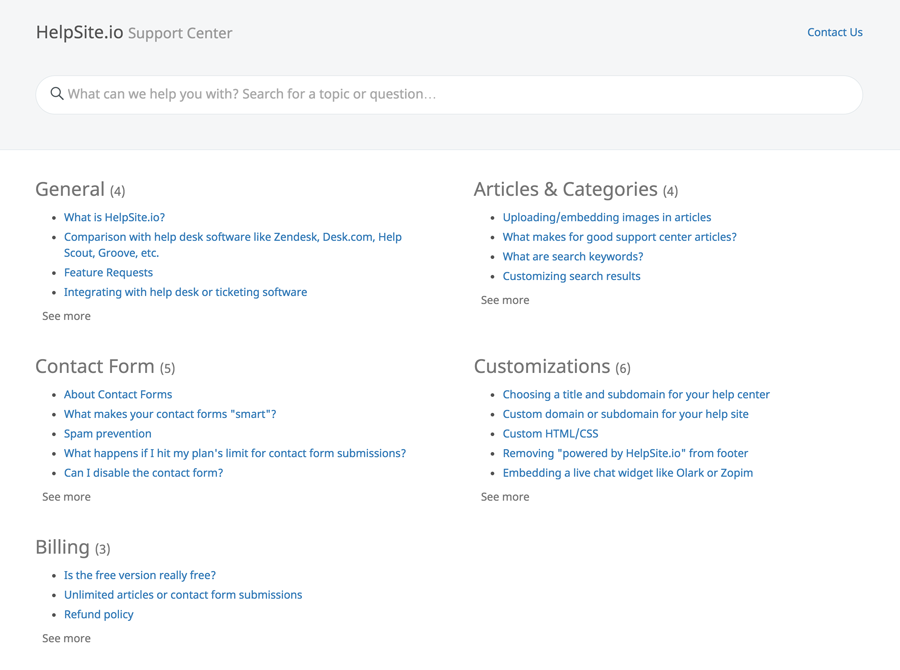 HelpSite.io Support Center
Contact Us
What can we help you with? Search for a topic or question…
General (4)
• What is HelpSite.io?
• Comparison with help desk software like Zendesk, Desk.com, Help
Scout, Groove, etc.
• Feature Requests
• Integrating with help desk or ticketing software
See more
Articles & Categories (4)
• Uploading/embedding images in articles
• What makes for good support center articles?
• What are search keywords?
• Customizing search results
See more
Contact Form (5)
• About Contact Forms
• What makes your contact forms "smart"?
• Spam prevention
• What happens if I hit my plan's limit for contact form submissions?
• Can I disable the contact form?
See more
Customizations (6)
• Choosing a title and subdomain for your help center
• Custom domain or subdomain for your help site
• Custom HTML/CSS
• Removing "powered by HelpSite.io" from footer
• Embedding a live chat widget like Olark or Zopim
See more
Billing (3)
• Is the free version really free?
• Unlimited articles or contact form submissions
• Refund policy
See more